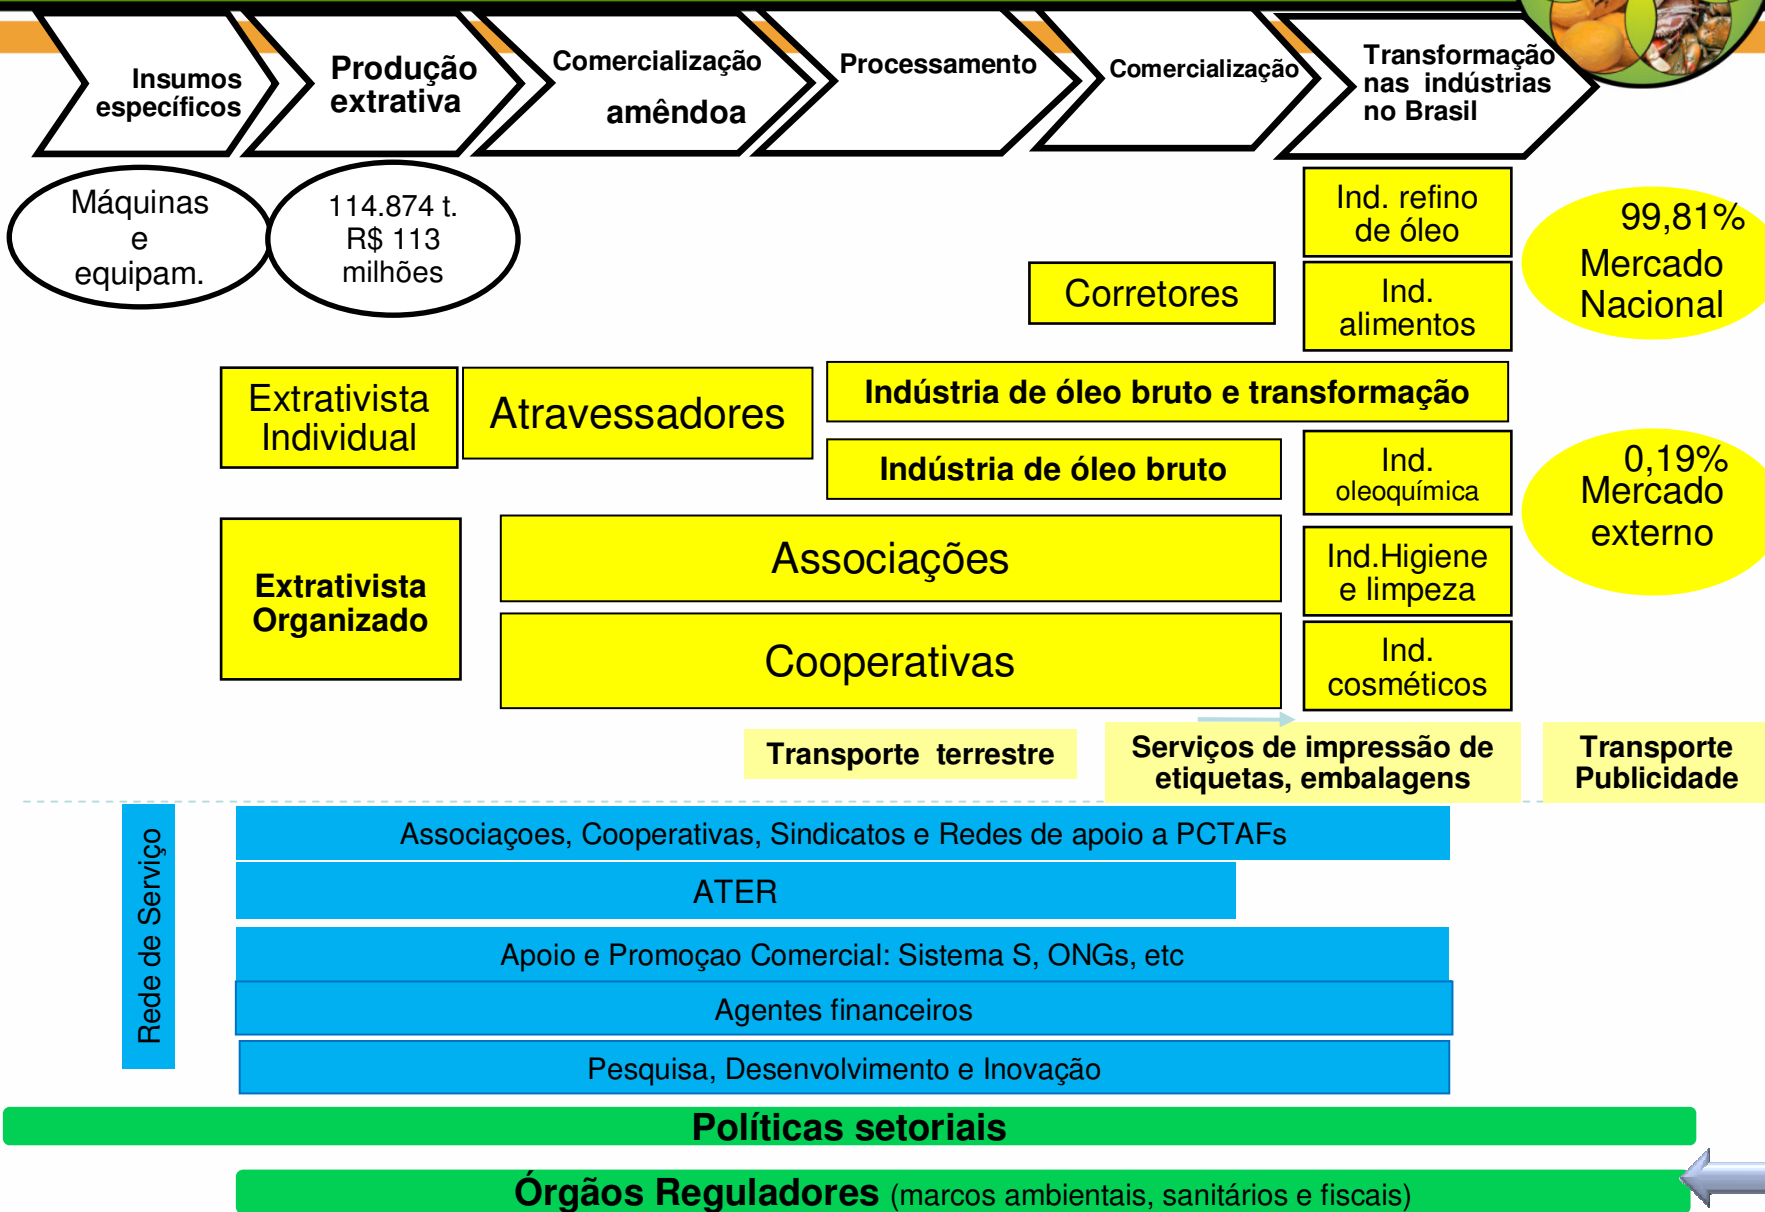 Insumos
específicos
Produção
extrativa
Comercialização
amêndoa
Processamento
Comercialização
Transformação
nas indústrias
no Brasil
Máquinas
e
equipam.
114.874 t.
R$ 113
milhões
Ind. refino
de óleo
99,81%
Mercado
Nacional
Corretores
Ind.
alimentos
Extrativista
Individual
Atravessadores
Indústria de óleo bruto e transformação
Indústria de óleo bruto
Ind.
oleoquímica
0,19%
Mercado
externo
Extrativista
Organizado
Associações
Ind.Higiene
e limpeza
Cooperativas
Ind.
cosméticos
Transporte terrestre
Serviços de impressão de
etiquetas, embalagens
Transporte
Publicidade
Rede de Serviço
Associaçoes, Cooperativas, Sindicatos e Redes de apoio a PCTAFs
ATER
Apoio e Promoçao Comercial: Sistema S, ONGs, etc
Agentes financeiros
Pesquisa, Desenvolvimento e Inovação
Políticas setoriais
Órgãos Reguladores (marcos ambientais, sanitários e fiscais)